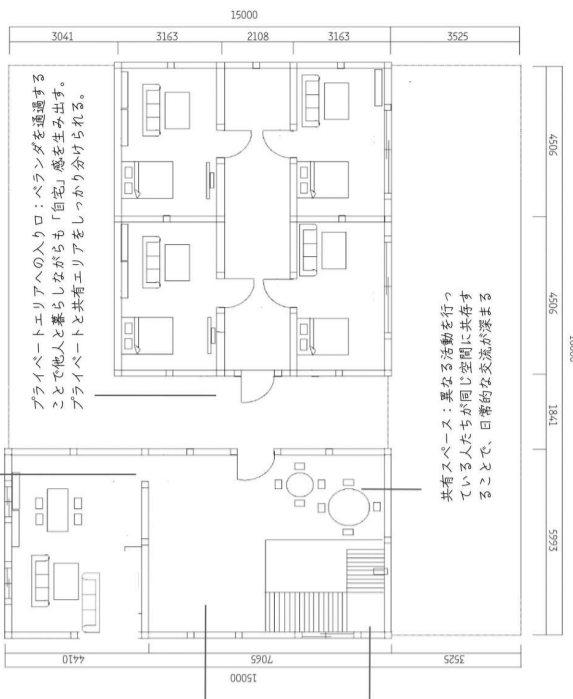 15000
3041
3163
2108
3163
3525
4506
4506
1841
5993
プライベートエリアへの入り口：ベランダを通過する
ことで他人と暮らしながらも「自宅」感を生み出す。
プライベートと共有エリアをしっかり分けられる。
共有スペース：異なる活動を行っ
ている人たちが同じ空間に共存す
ることで、日常的な交流が深まる
4410
7065
3525
15000